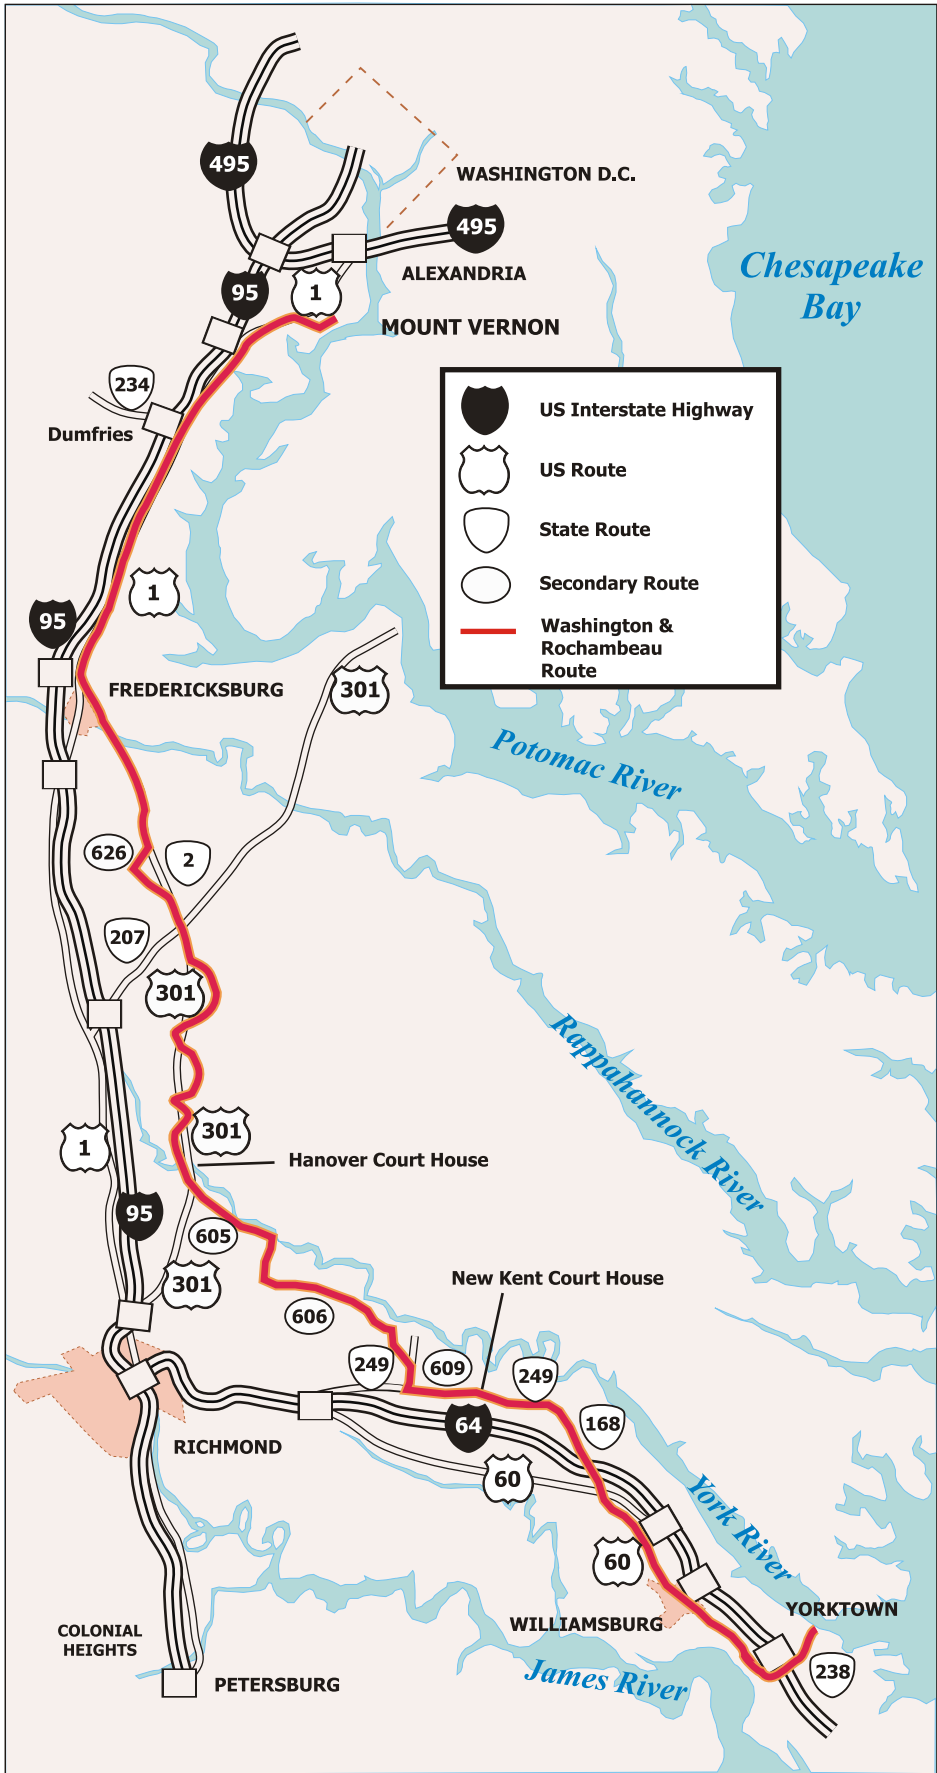 495
WASHINGTON D.C.
495
Chesapeake
Bay
ALEXANDRIA
95
1
MOUNT VERNON
234
Dumfries
US Interstate Highway
US Route
State Route
Secondary Route
Washington &
Rochambeau
Route
1
95
FREDERICKSBURG
301
Potomac River
626
2
207
301
Rappahannock River
1
301
Hanover Court House
95
605
301
New Kent Court House
606
249
609
249
64
168
RICHMOND
60
York River
60
WILLIAMSBURG
YORKTOWN
COLONIAL
HEIGHTS
James River
238
PETERSBURG